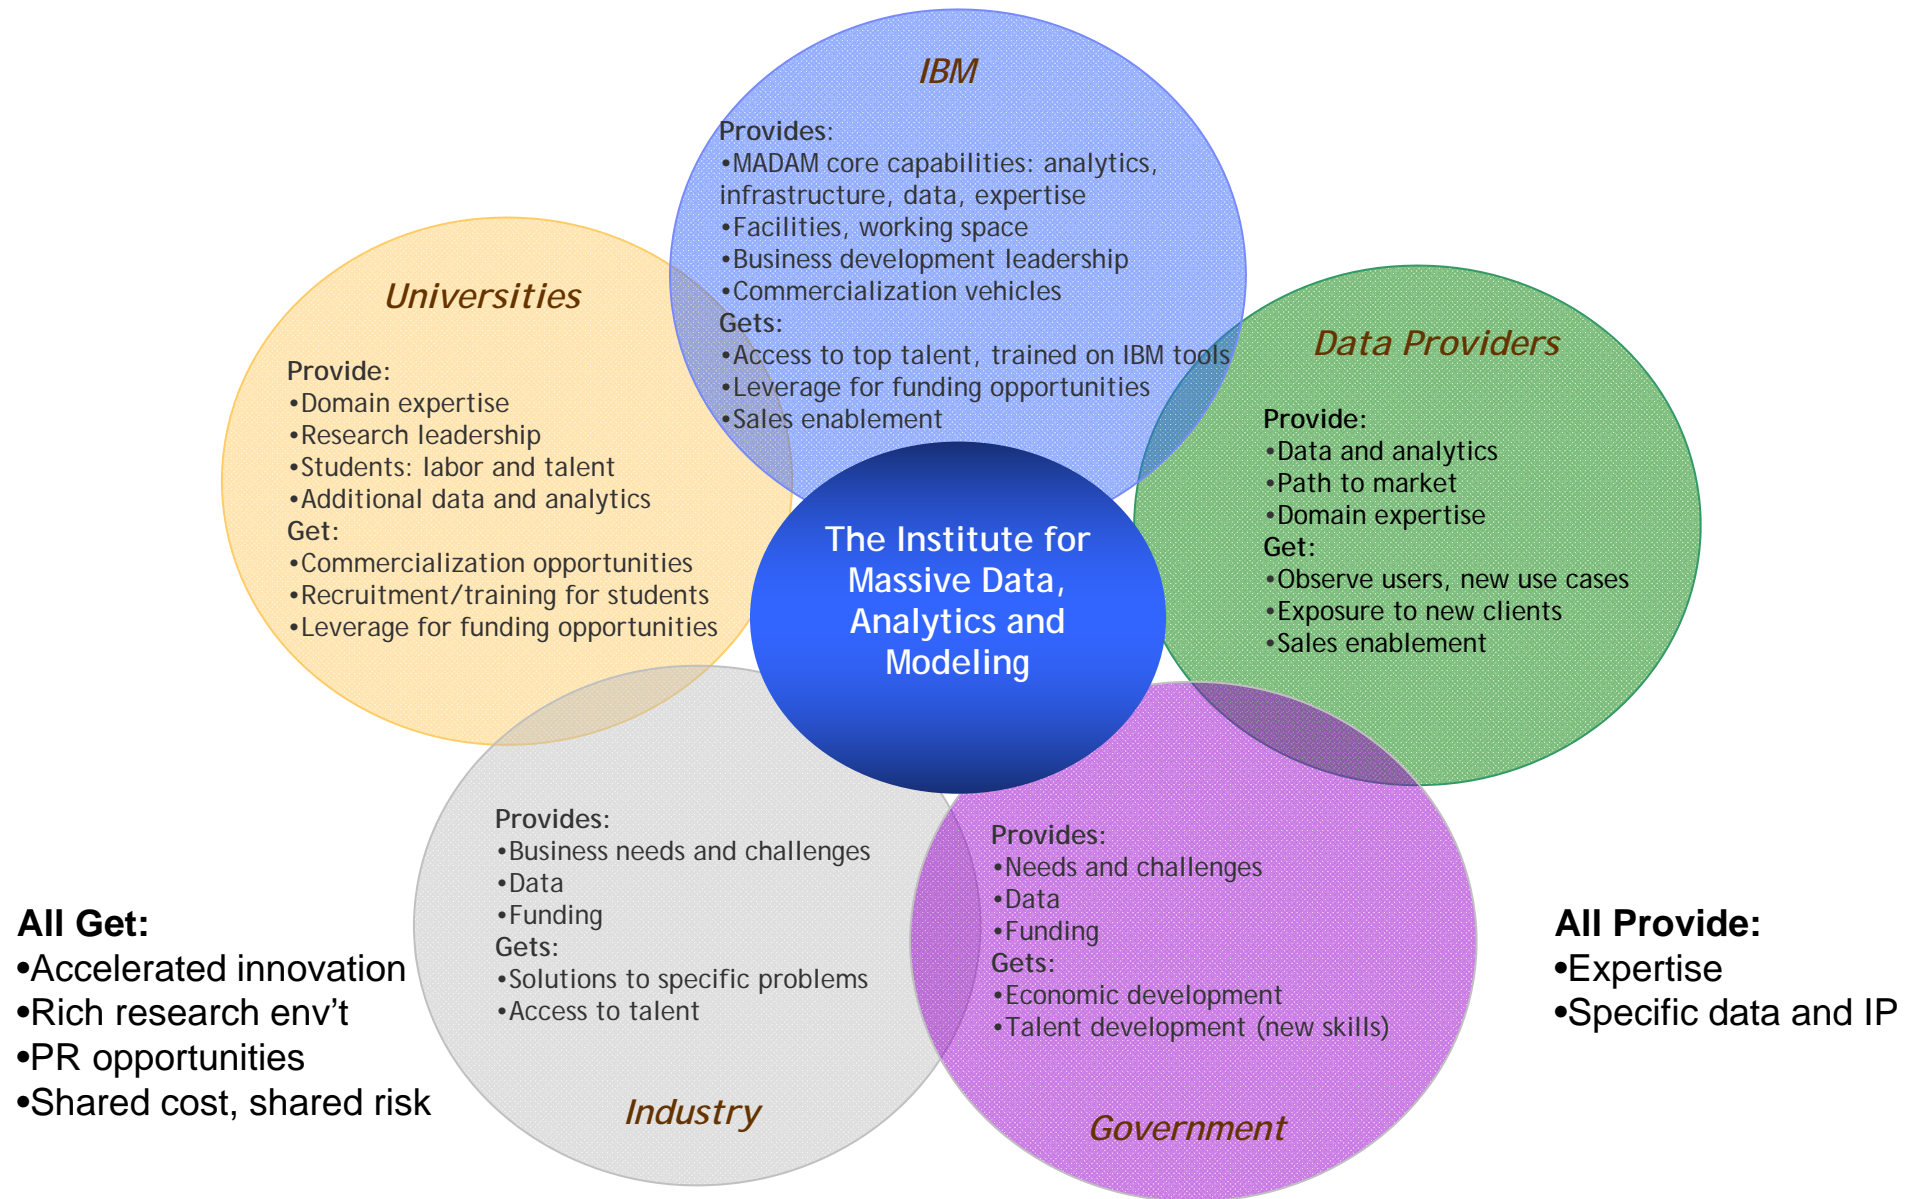 IBM
Provides:
•MADAM core capabilities: analytics,
infrastructure, data, expertise
•Facilities, working space
•Business development leadership
•Commercialization vehicles
Gets:
•Access to top talent, trained on IBM tools
•Leverage for funding opportunities
•Sales enablement
Universities
Provide:
•Domain expertise
•Research leadership
•Students: labor and talent
•Additional data and analytics
Get:
•Commercialization opportunities
•Recruitment/training for students
•Leverage for funding opportunities
Data Providers
Provide:
•Data and analytics
•Path to market
•Domain expertise
Get:
•Observe users, new use cases
•Exposure to new clients
•Sales enablement
The Institute for
Massive Data,
Analytics and
Modeling
Provides:
•Business needs and challenges
•Data
•Funding
Gets:
•Solutions to specific problems
•Access to talent
Industry
Provides:
•Needs and challenges
•Data
•Funding
Gets:
•Economic development
•Talent development (new skills)
Government
All Get:
•Accelerated innovation
•Rich research env’t
•PR opportunities
•Shared cost, shared risk
All Provide:
•Expertise
•Specific data and IP